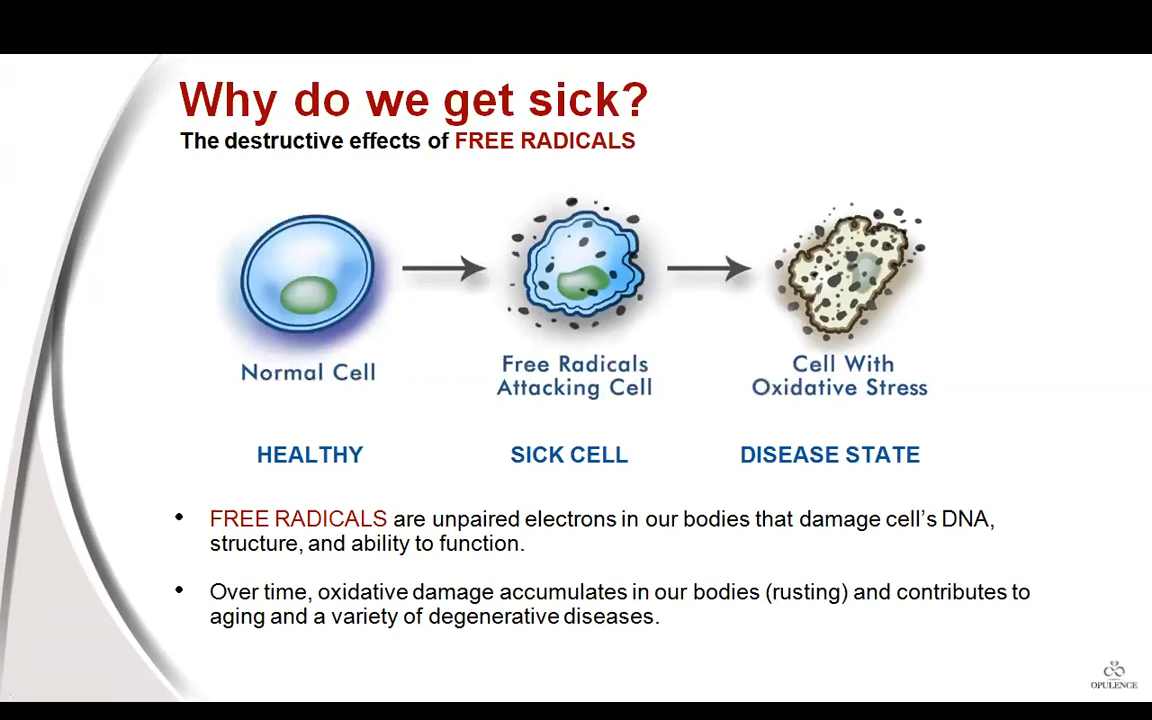 Why do we get sick?
The destructive effects of FREE RADICALS
Normal Cell
Free Radicals
Attacking Cell
Cell With
Oxidative Stress
HEALTHY
SICK CELL
DISEASE STATE
• FREE RADICALS are unpaired electrons in our bodies that damage cell’s DNA,
structure, and ability to function.
• Over time, oxidative damage accumulates in our bodies (rusting) and contributes to
aging and a variety of degenerative diseases.
OPULENCE